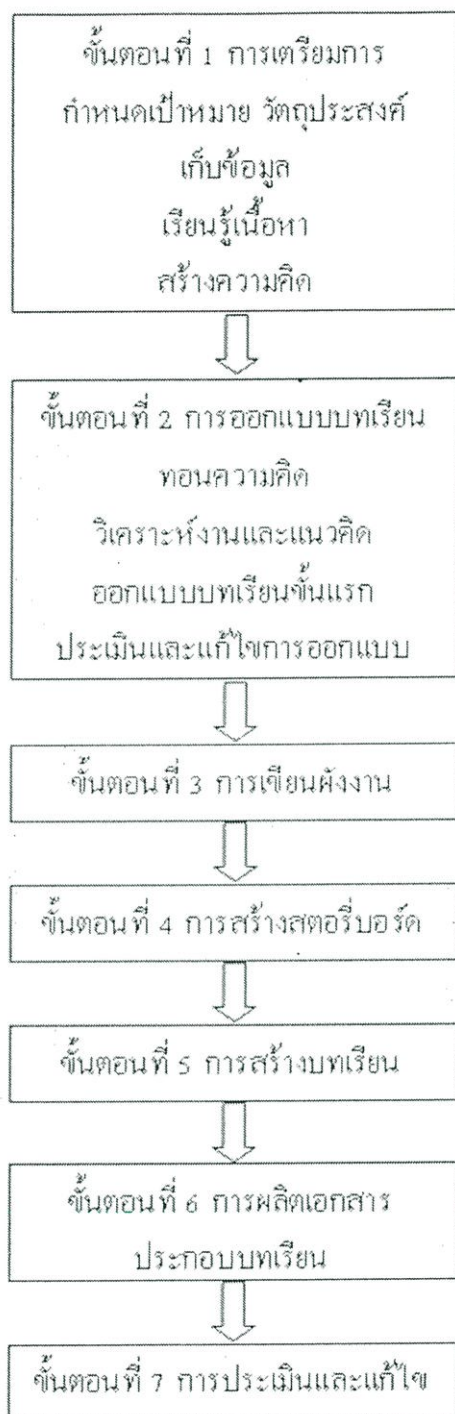 ขั้นตอนที่ 1 การเตรียมการ
กำหนดเป้าหมาย วัตถุประสงค์
เก็บข้อมูล
เรียนรู้เนื้อหา
สร้างความคิด
ขั้นตอนที่ 2 การออกแบบบทเรียน
ทอนความคิด
วิเคราะห์งานและแนวคิด
ออกแบบบทเรียนขั้นแรก
ประเมินและแก้ไขการออกแบบ
ขั้นตอนที่ 3 การเขียนผังงาน
ขั้นตอนที่ 4 การสร้างสตอรี่บอร์ด
ขั้นตอนที่ 5 การสร้างบทเรียน
ขั้นตอนที่ 6 การผลิตเอกสาร
ประกอบบทเรียน
ขั้นตอนที่ 7 การประเมินและแก้ไข